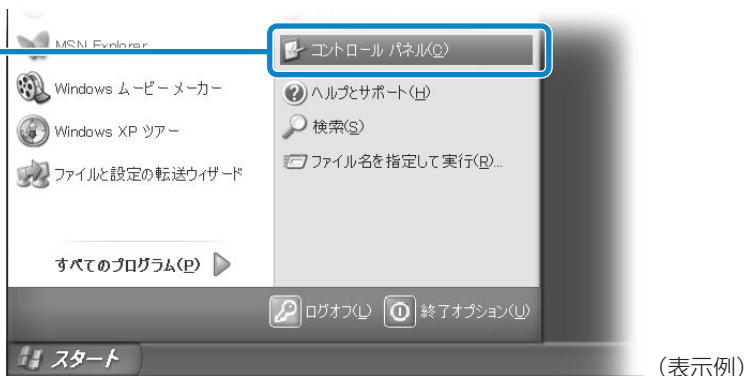 MSN Explorer
Windows ムービー メーカー
Windows XP ツアー
ファイルと設定の転送ウィザード
すべてのプログラム(P)
コントロール パネル(C)
ヘルプとサポート(H)
検索(S)
ファイル名を指定して実行(R)...
ログオフ(L)
終了オプション(U)
スタート
(表示例)